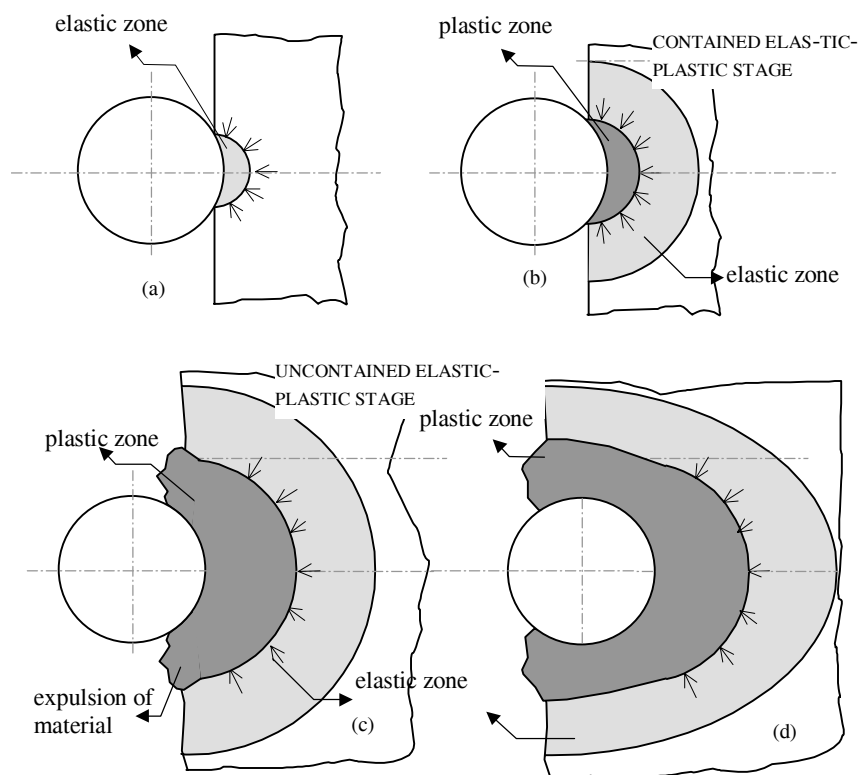 elastic zone
(a)
plastic zone
CONTAINED ELAS-TIC-
PLASTIC STAGE
elastic zone
(b)
UNCONTAINED ELASTIC-
PLASTIC STAGE
plastic zone
expulsion of
material
elastic zone
(c)
plastic zone
(d)